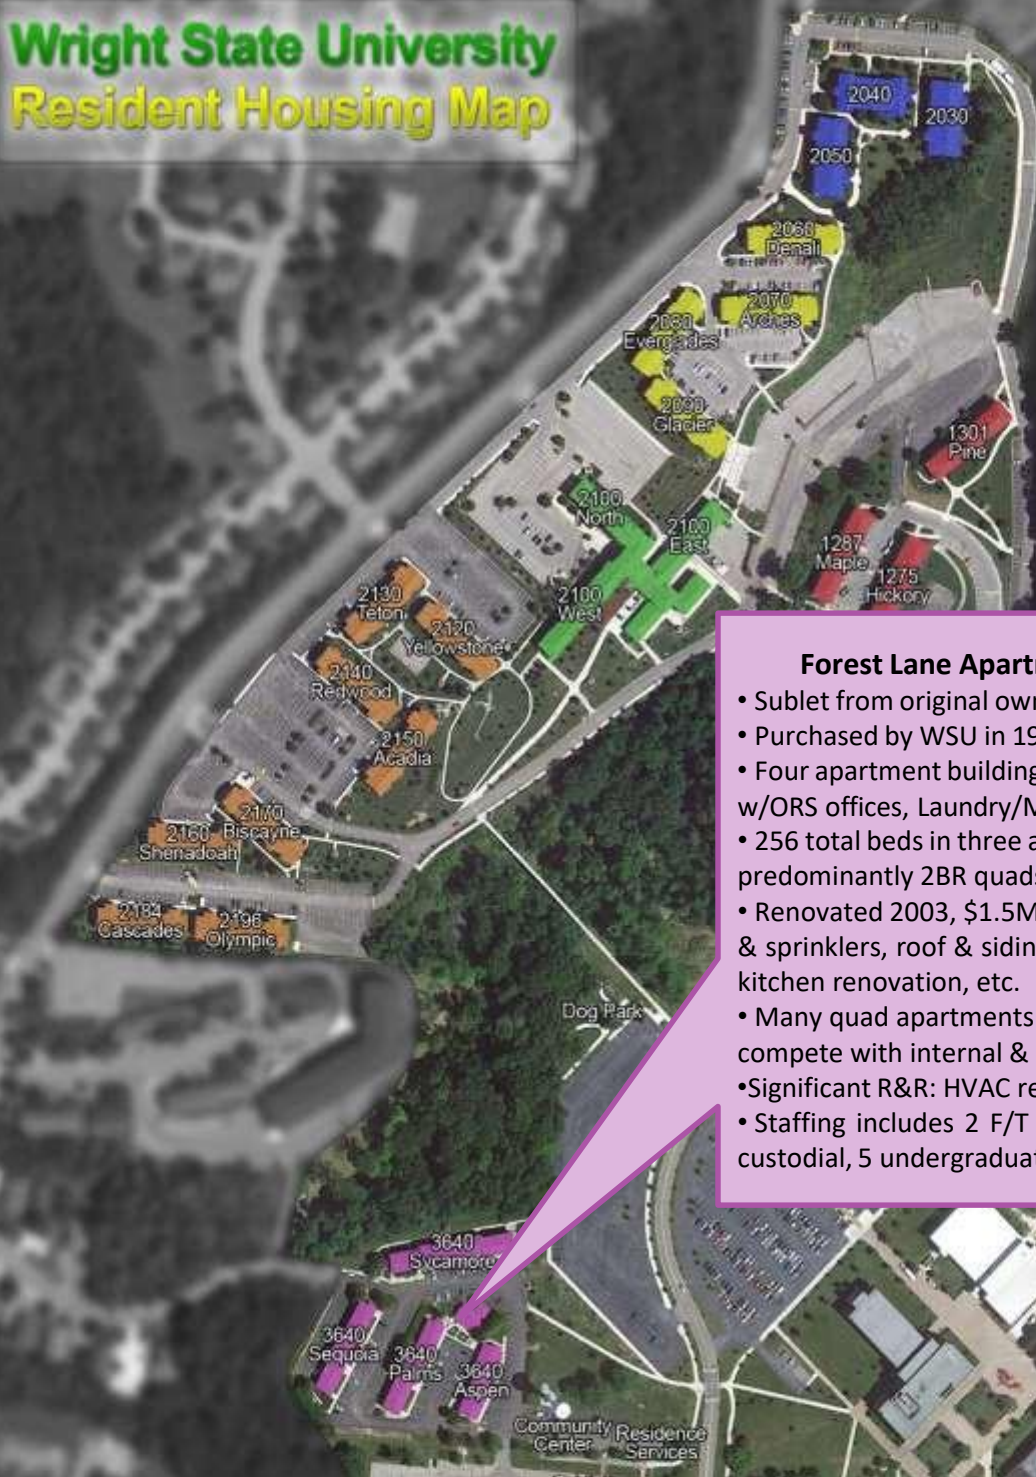 Wright State University
Resident Housing Map
2040
2030
2050
2060
Denali
2070
Arches
2080
Everglades
2090
Glacier
1301
Pine
2100
North
2100
East
1287
Maple
1275
Hickory
2130
Teton
2100
West
2120
Yellowstone
2140
Redwood
2150
Acadia
2170
Biscayne
2160
Shenadoah
2184
Cascades
2196
Olympic
Forest Lane Apart
• Sublet from original ow
• Purchased by WSU in 19
• Four apartment building
w/ORS offices, Laundry/M
• 256 total beds in three a
predominantly 2BR quad
• Renovated 2003, $1.5M
& sprinklers, roof & sidin
kitchen renovation, etc.
• Many quad apartments
compete with internal &
•Significant R&R: HVAC re
• Staffing includes 2 F/T
custodial, 5 undergradua
Dog Park
3640
Sycamore
3640
Sequoia
3640
Palms
3640
Aspen
Community
Center
Residence
Services